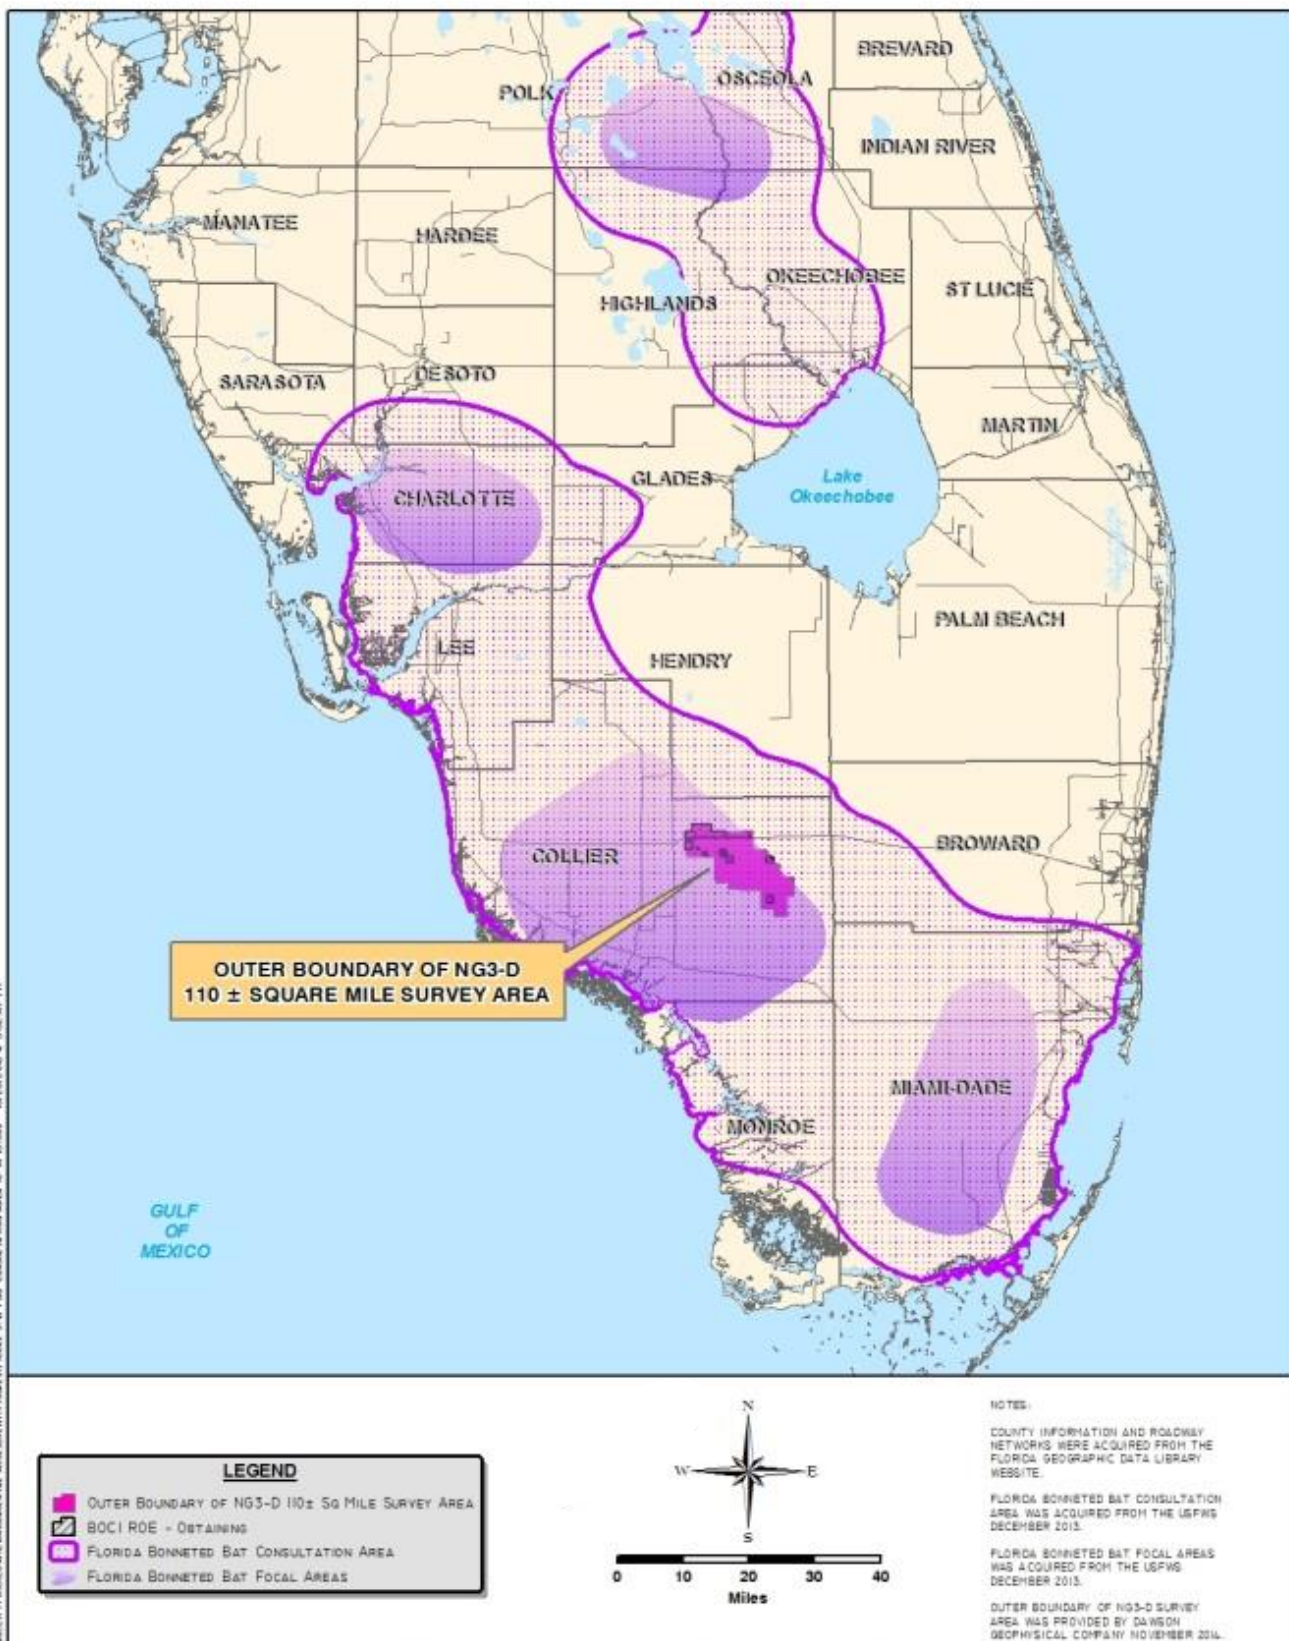 BREVARD
OSCEOLA
POLK
INDIAN RIVER
MANATEE
HARDEE
OKEECHOBEE
ST LUCIE
HIGHLANDS
SARASOTA
DESOTO
MARTIN
GLADES
Lake
Okeechobee
CHARLOTTE
PALM BEACH
LEE
HENDRY
BROWARD
COLLIER
OUTER BOUNDARY OF NG3-D
110 ± SQUARE MILE SURVEY AREA
MIAMI-DADE
MONROE
GULF
OF
MEXICO
LEGEND
OUTER BOUNDARY OF NG3-D 110± SQ MILE SURVEY AREA
BOCI ROE - OBTAINING
FLORIDA BONNETED BAT CONSULTATION AREA
FLORIDA BONNETED BAT FOCAL AREAS
N
W E
S
0 10 20 30 40
Miles
NOTES:
COUNTY INFORMATION AND ROADWAY
NETWORKS WERE ACQUIRED FROM THE
FLORIDA GEOGRAPHIC DATA LIBRARY
WEBSITE.
FLORIDA BONNETED BAT CONSULTATION
AREA WAS ACQUIRED FROM THE USFWS
DECEMBER 2013.
FLORIDA BONNETED BAT FOCAL AREAS
WAS ACQUIRED FROM THE USFWS
DECEMBER 2013.
OUTER BOUNDARY OF NG3-D SURVEY
AREA WAS PROVIDED BY DAWSON
GEOPHYSICAL COMPANY NOVEMBER 2014.